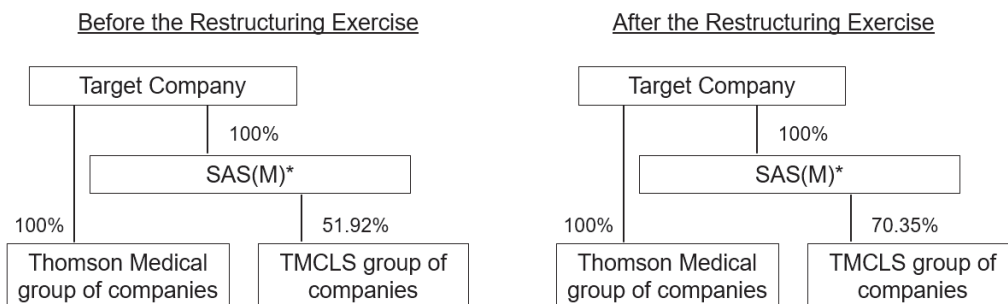 Before the Restructuring Exercise
Target Company
100%
SAS(M)*
100%
51.92%
Thomson Medical
group of companies
TMCLS group of
companies
After the Restructuring Exercise
Target Company
100%
SAS(M)*
100%
70.35%
Thomson Medical
group of companies
TMCLS group of
companies